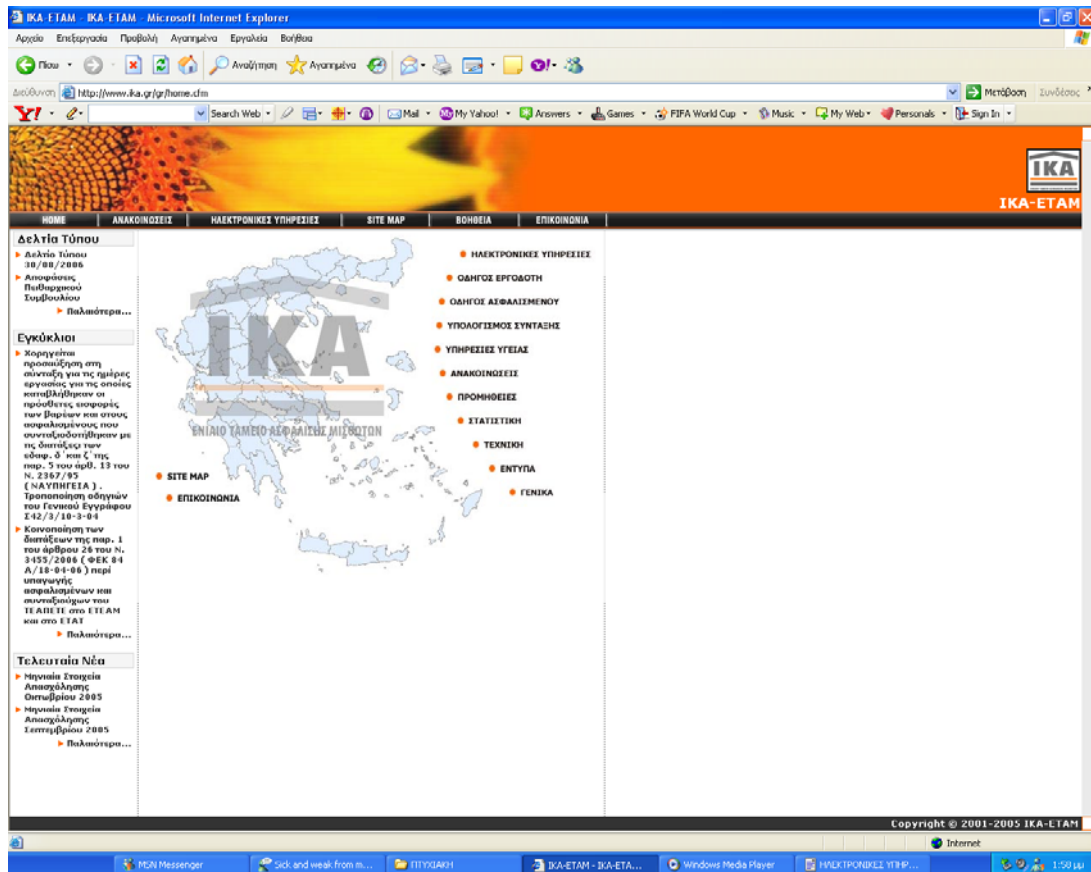 IKA-ETAM - IKA-ETAM - Microsoft Internet Explorer
Αρχείο Επεξεργασία Προβολή Αγαπημένα Εργαλεία Βοήθεια
Πίσω Αναζήτηση Αγαπημένα
Διεύθυνση http://www.ika.gr/gr/home.cfm Μετάβαση Συνδέσεις
Y! Search Web Mail My Yahoo! Answers Games FIFA World Cup Music My Web Personals Sign In
IKA
IKA-ETAM
HOME ΑΝΑΚΟΙΝΩΣΕΙΣ ΗΛΕΚΤΡΟΝΙΚΕΣ ΥΠΗΡΕΣΙΕΣ SITE MAP ΒΟΗΘΕΙΑ ΕΠΙΚΟΙΝΩΝΙΑ
Δελτία Τύπου
Δελτίο Τύπου
30/08/2006
Αποφάσεις
Πειθαρχικού
Συμβουλίου
Παλαιότερα...
Εγκύκλιοι
Χορηγείται
προσαύξηση στη
σύνταξη για τις ημέρες
εργασίας για τις οποίες
καταβλήθηκαν οι
πρόσθετες εισφορές
των βαρέων και στους
ασφαλισμένους που
συνταξιοδοτήθηκαν με
τις διατάξεις των
εδαφ. δ΄και ζ΄της
παρ. 5 του άρθ. 13 του
Ν. 2367/95
( ΝΑΥΠΗΓΕΙΑ ) .
Τροποποίηση οδηγιών
του Γενικού Εγγράφου
Σ42/3/10-3-04
Κοινοποίηση των
διατάξεων της παρ. 1
του άρθρου 26 του Ν.
3455/2006 ( ΦΕΚ 84
Α/18-04-06 ) περί
υπαγωγής
ασφαλισμένων και
συνταξιούχων του
ΤΕΑΠΕΤΕ στο ΕΤΕΑΜ
και στο ΕΤΑΤ
Παλαιότερα...
Τελευταία Νέα
Μηνιαία Στοιχεία
Απασχόλησης
Οκτωβρίου 2005
Μηνιαία Στοιχεία
Απασχόλησης
Σεπτεμβρίου 2005
Παλαιότερα...
IKA
ΕΝΙΑΙΟ ΤΑΜΕΙΟ ΑΣΦΑΛΙΣΗΣ ΜΙΣΘΩΤΩΝ
ΗΛΕΚΤΡΟΝΙΚΕΣ ΥΠΗΡΕΣΙΕΣ
ΟΔΗΓΟΣ ΕΡΓΟΔΟΤΗ
ΟΔΗΓΟΣ ΑΣΦΑΛΙΣΜΕΝΟΥ
ΥΠΟΛΟΓΙΣΜΟΣ ΣΥΝΤΑΞΗΣ
ΥΠΗΡΕΣΙΕΣ ΥΓΕΙΑΣ
ΑΝΑΚΟΙΝΩΣΕΙΣ
ΠΡΟΜΗΘΕΙΕΣ
ΣΤΑΤΙΣΤΙΚΗ
ΤΕΧΝΙΚΗ
ΕΝΤΥΠΑ
ΓΕΝΙΚΑ
SITE MAP
ΕΠΙΚΟΙΝΩΝΙΑ
Copyright © 2001-2005 IKA-ETAM
Internet
MSN Messenger Sick and weak from m... ΠΤΥΧΙΑΚΗ IKA-ETAM - IKA-ETA... Windows Media Player ΗΛΕΚΤΡΟΝΙΚΕΣ ΥΠΗΡ... 1:50 μμ